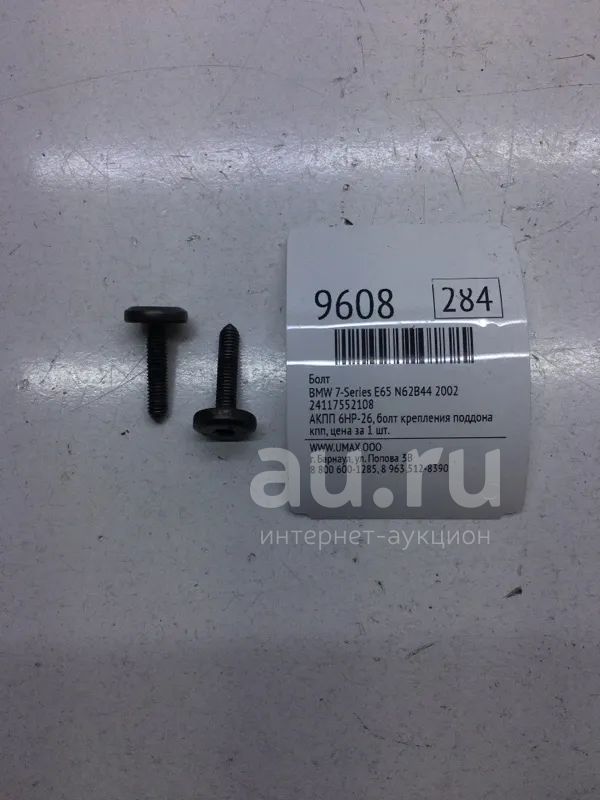 9608 284
Болт
BMW 7-Series E65 N62B44 2002
24117552108
АКПП 6HP-26, болт крепления поддона
кпп, цена за 1 шт.
WWW.UMAX.OOO
г. Барнаул, ул. Попова 3В
8 800 600-1285, 8 963 512-8390
au.ru
интернет-аукцион